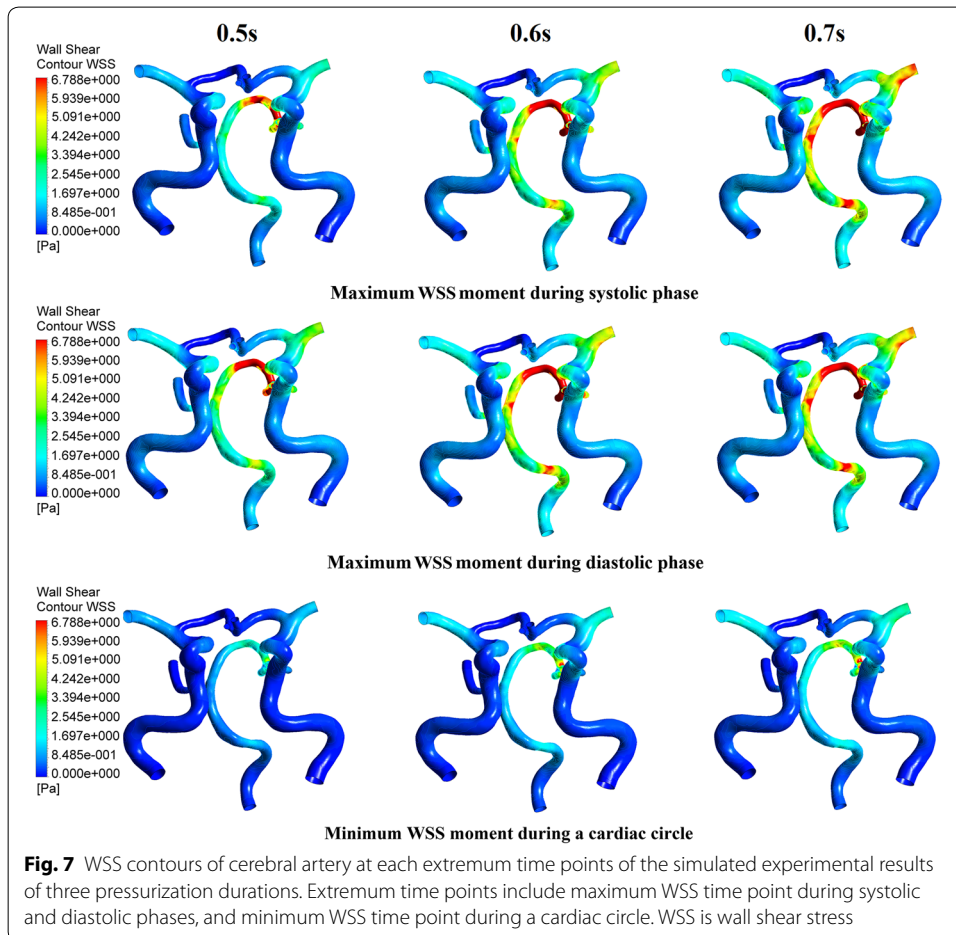 0.5s 0.6s 0.7s
Wall Shear
Contour WSS
6.788e+000
5.939e+000
5.091e+000
4.242e+000
3.394e+000
2.545e+000
1.697e+000
8.485e-001
0.000e+000
[Pa]
Maximum WSS moment during systolic phase
Wall Shear
Contour WSS
6.788e+000
5.939e+000
5.091e+000
4.242e+000
3.394e+000
2.545e+000
1.697e+000
8.485e-001
0.000e+000
[Pa]
Maximum WSS moment during diastolic phase
Wall Shear
Contour WSS
6.788e+000
5.939e+000
5.091e+000
4.242e+000
3.394e+000
2.545e+000
1.697e+000
8.485e-001
0.000e+000
[Pa]
Minimum WSS moment during a cardiac circle
Fig. 7 WSS contours of cerebral artery at each extremum time points of the simulated experimental results
of three pressurization durations. Extremum time points include maximum WSS time point during systolic
and diastolic phases, and minimum WSS time point during a cardiac circle. WSS is wall shear stress